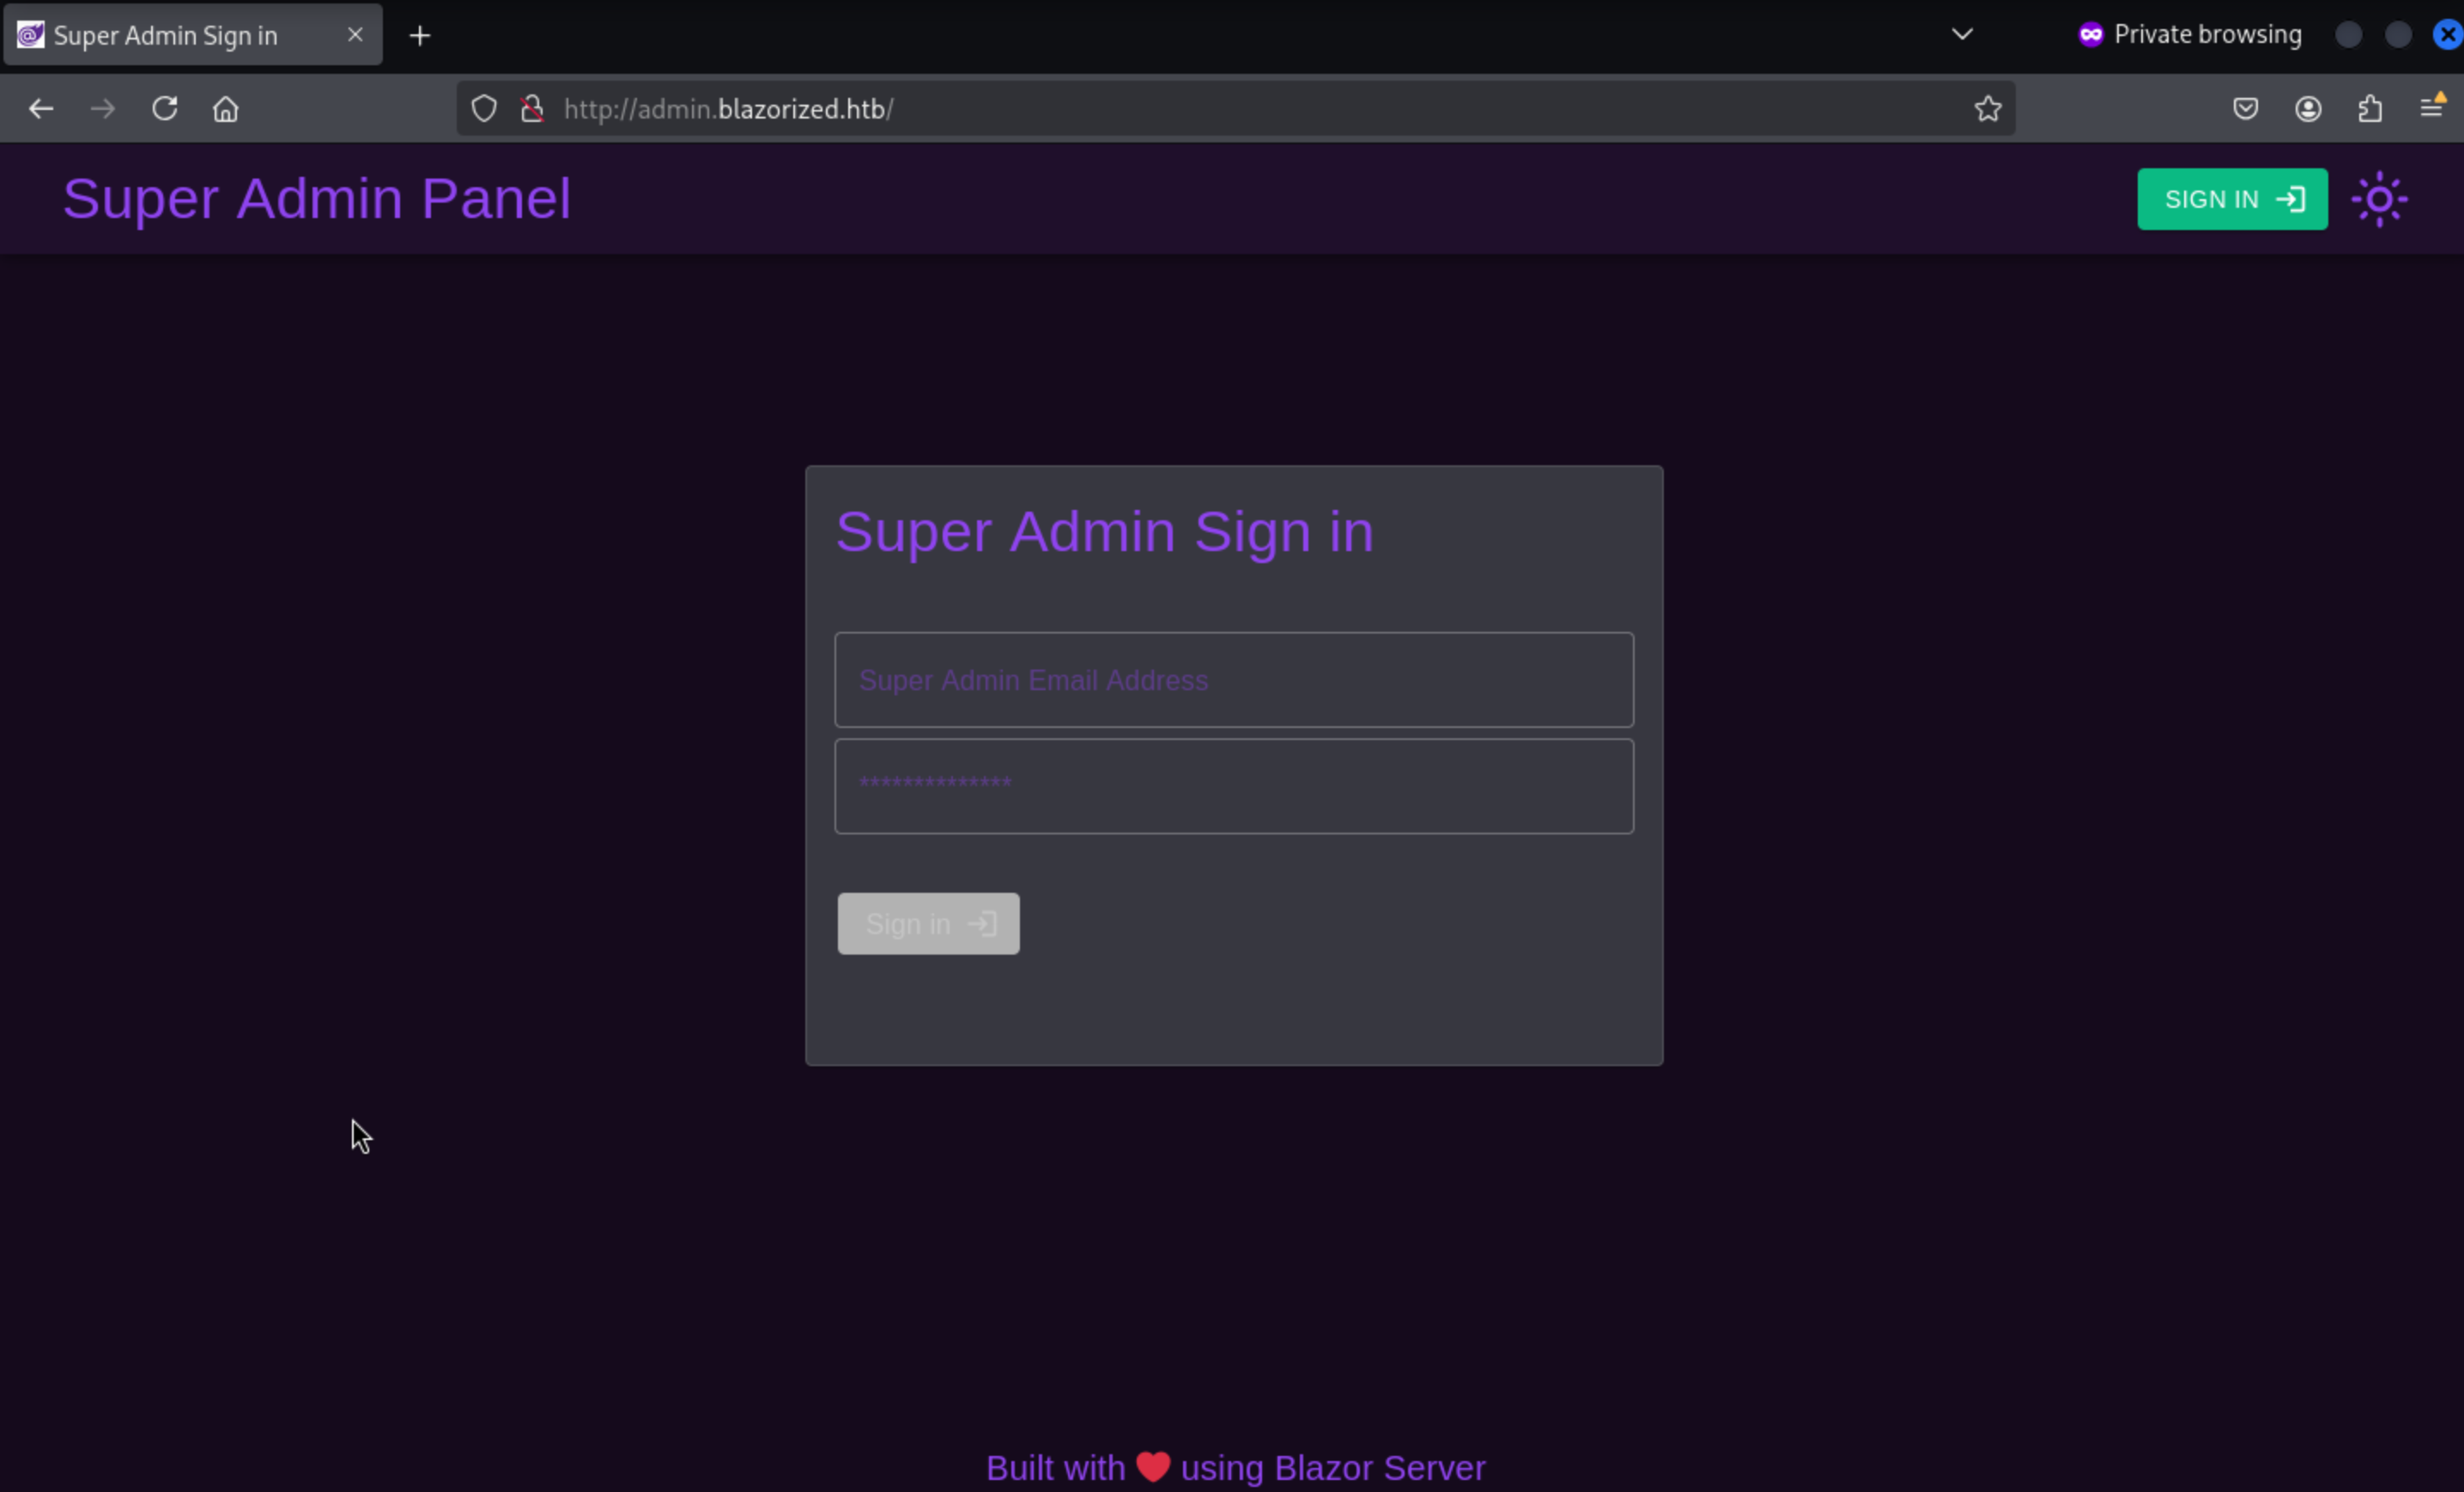 Super Admin Sign in
Private browsing
http://admin.blazorized.htb/
Super Admin Panel
SIGN IN
Super Admin Sign in
Super Admin Email Address
**************
Sign in
Built with ❤️ using Blazor Server